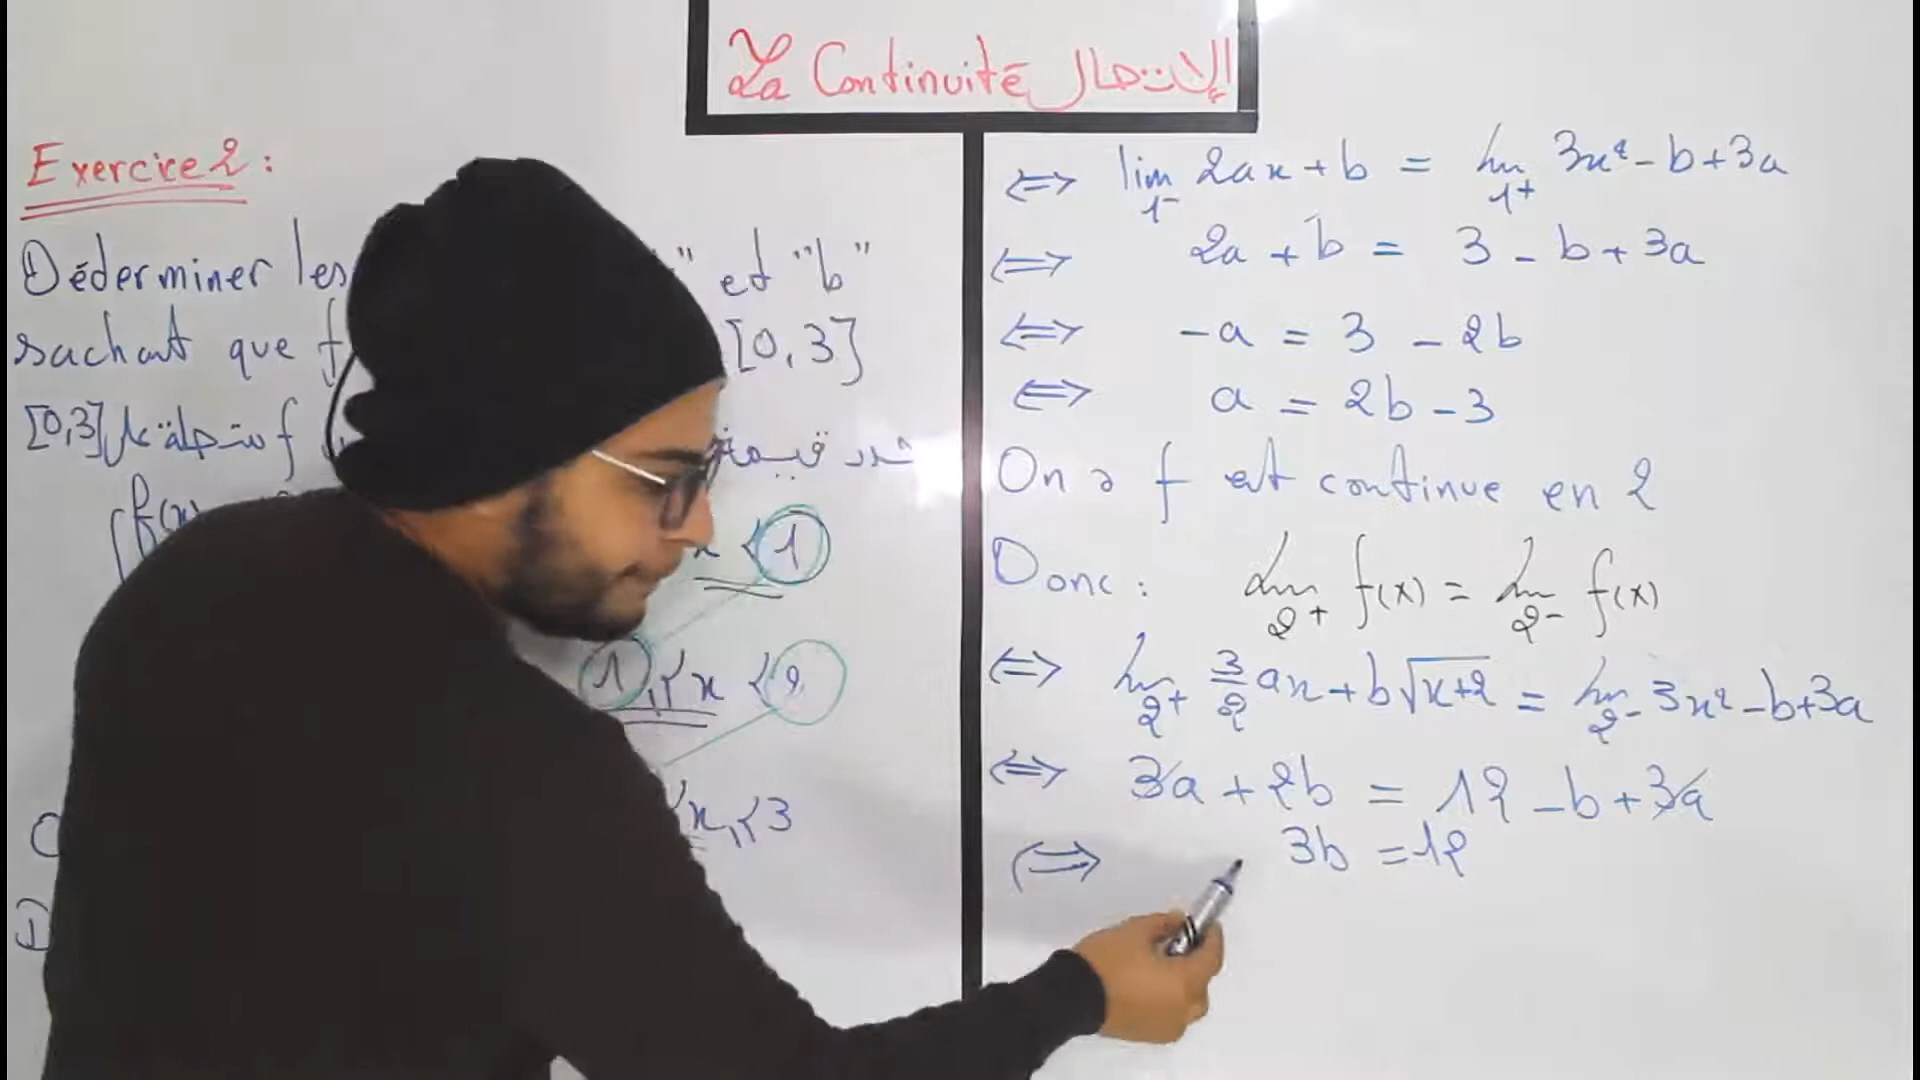 La Continuité الإتصال
Exercice 2 :
Déderminer les " et "b"
sachant que f [0,3]
f متصلة على [0,3]
f(x)
x < 1
1 ≤ x < 2
≤ x ≤ 3
⇔ lim 1⁻ 2ax + b = lim 1⁺ 3x² - b + 3a
⇔ 2a + b = 3 - b + 3a
⇔ -a = 3 - 2b
⇔ a = 2b - 3
On a f est continue en 2
Donc : lim 2⁺ f(x) = lim 2⁻ f(x)
⇔ lim 2⁺ 3/2 ax + b√(x+2) = lim 2⁻ 3x² - b + 3a
⇔ 3a + 2b = 12 - b + 3a
⇔ 3b = 12